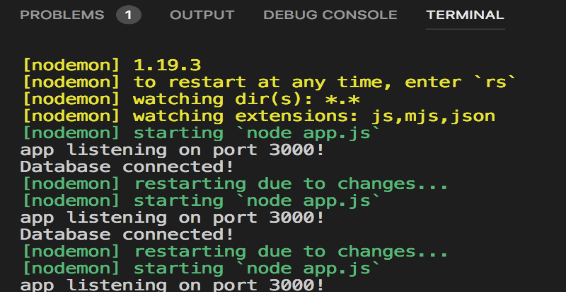 PROBLEMS 1 OUTPUT DEBUG CONSOLE TERMINAL
[nodemon] 1.19.3
[nodemon] to restart at any time, enter `rs`
[nodemon] watching dir(s): *.*
[nodemon] watching extensions: js,mjs,json
[nodemon] starting `node app.js`
app listening on port 3000!
Database connected!
[nodemon] restarting due to changes...
[nodemon] starting `node app.js`
app listening on port 3000!
Database connected!
[nodemon] restarting due to changes...
[nodemon] starting `node app.js`
app listening on port 3000!